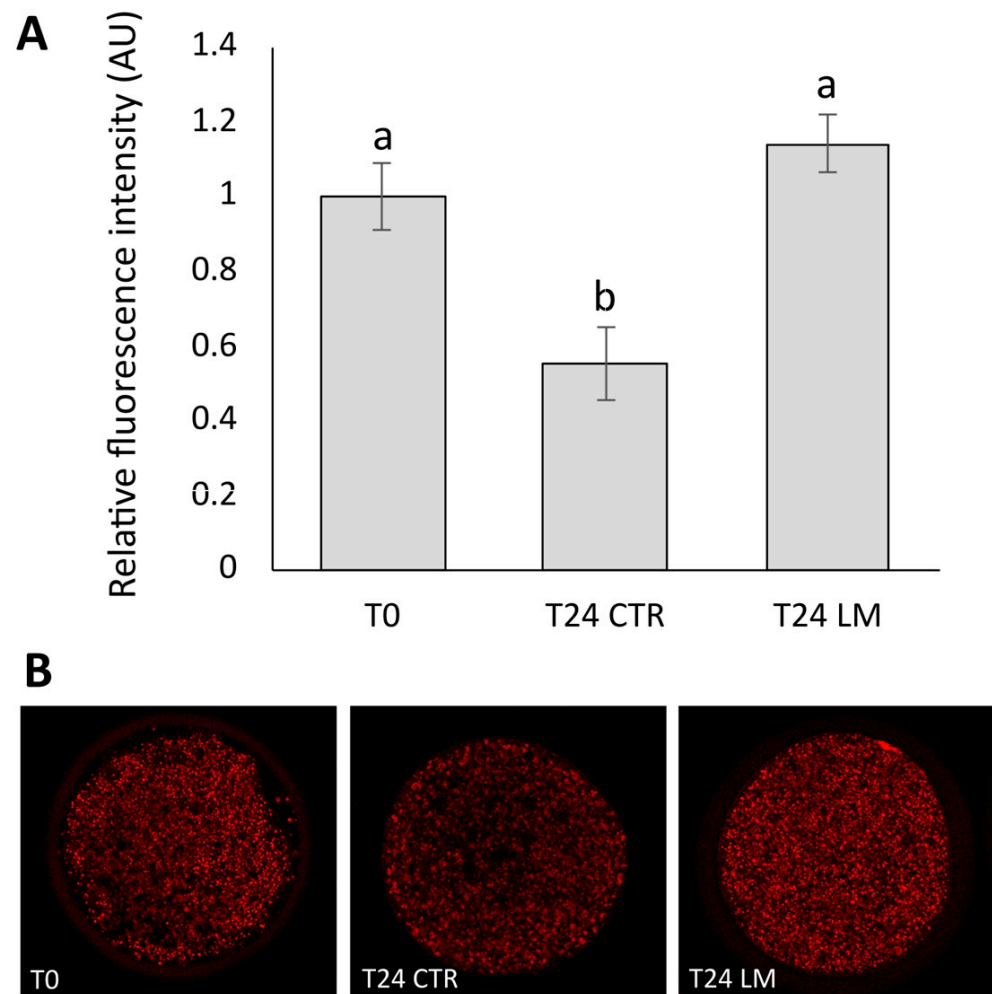 A
Relative fluorescence intensity (AU)
1.4
1.2
1
0.8
0.6
0.4
0.2
0
a
b
a
T0
T24 CTR
T24 LM
B
T0
T24 CTR
T24 LM